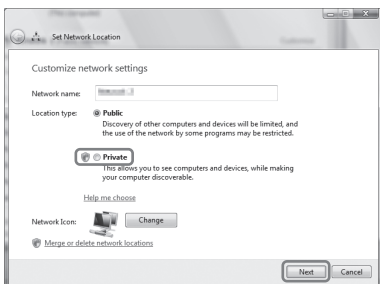 Set Network Location
Customize network settings
Network name:
Location type:
Public
Discovery of other computers and devices will be limited, and
the use of the network by some programs may be restricted.
Private
This allows you to see computers and devices, while making
your computer discoverable.
Help me choose
Network Icon:
Change
Merge or delete network locations
Next
Cancel